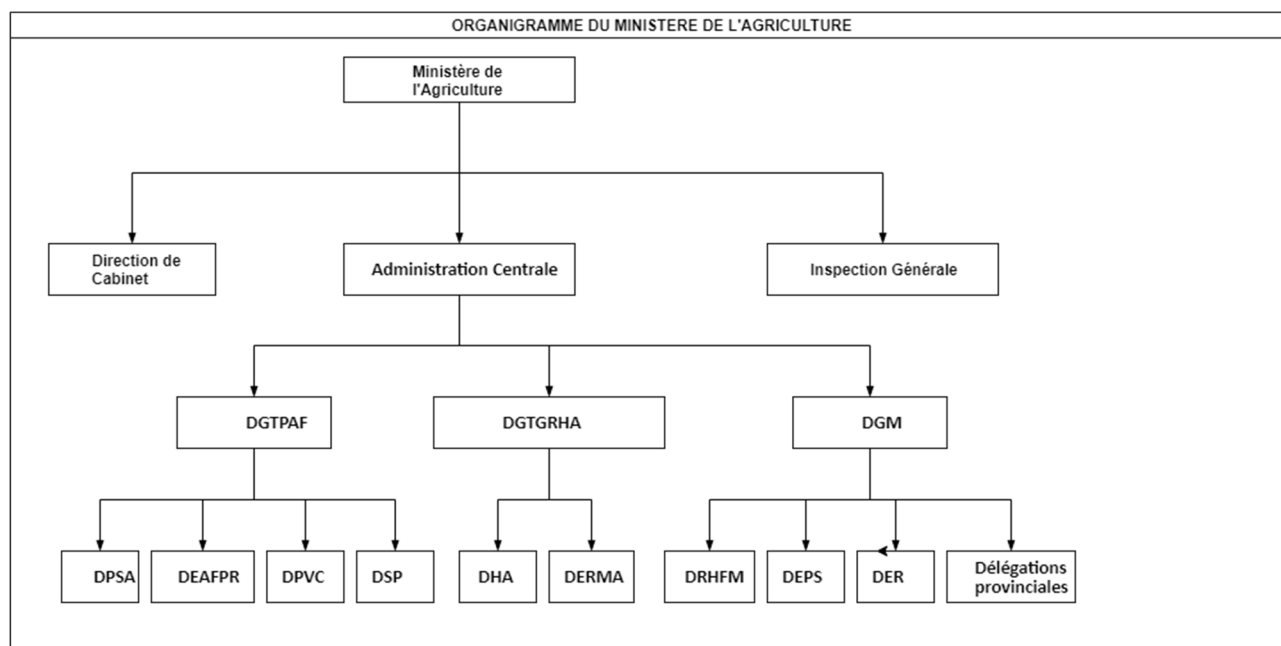 ORGANIGRAMME DU MINISTERE DE L'AGRICULTURE
Ministère de
l'Agriculture
Direction de
Cabinet
Administration Centrale
Inspection Générale
DGTPAF
DGTGRHA
DGM
DPSA
DEAFPR
DPVC
DSP
DHA
DERMA
DRHFM
DEPS
DER
Délégations
provinciales